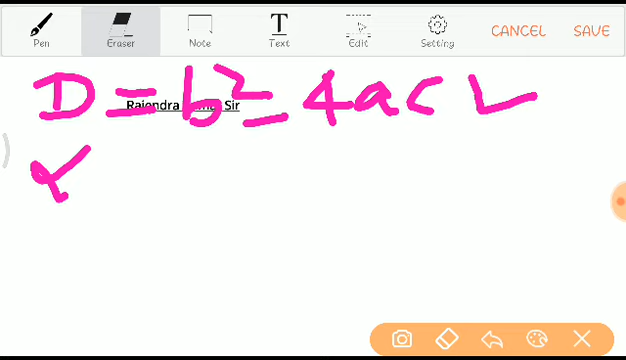 Pen Eraser Note Text Edit Setting CANCEL SAVE
D = b² - 4ac
Rajendra Sir